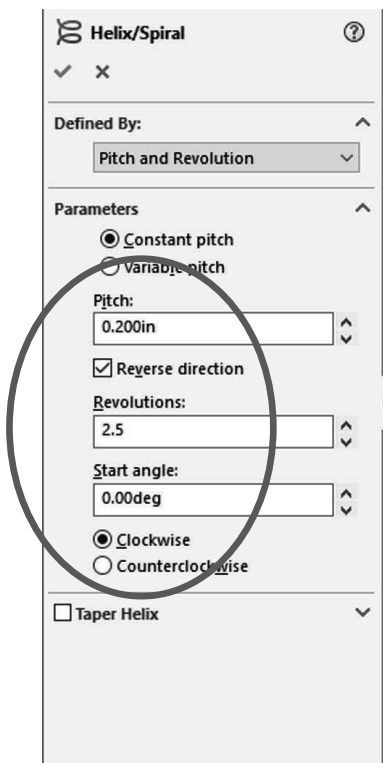 Helix/Spiral
Defined By:
Pitch and Revolution
Parameters
Constant pitch
Variable pitch
Pitch:
0.200in
Reverse direction
Revolutions:
2.5
Start angle:
0.00deg
Clockwise
Counterclockwise
Taper Helix